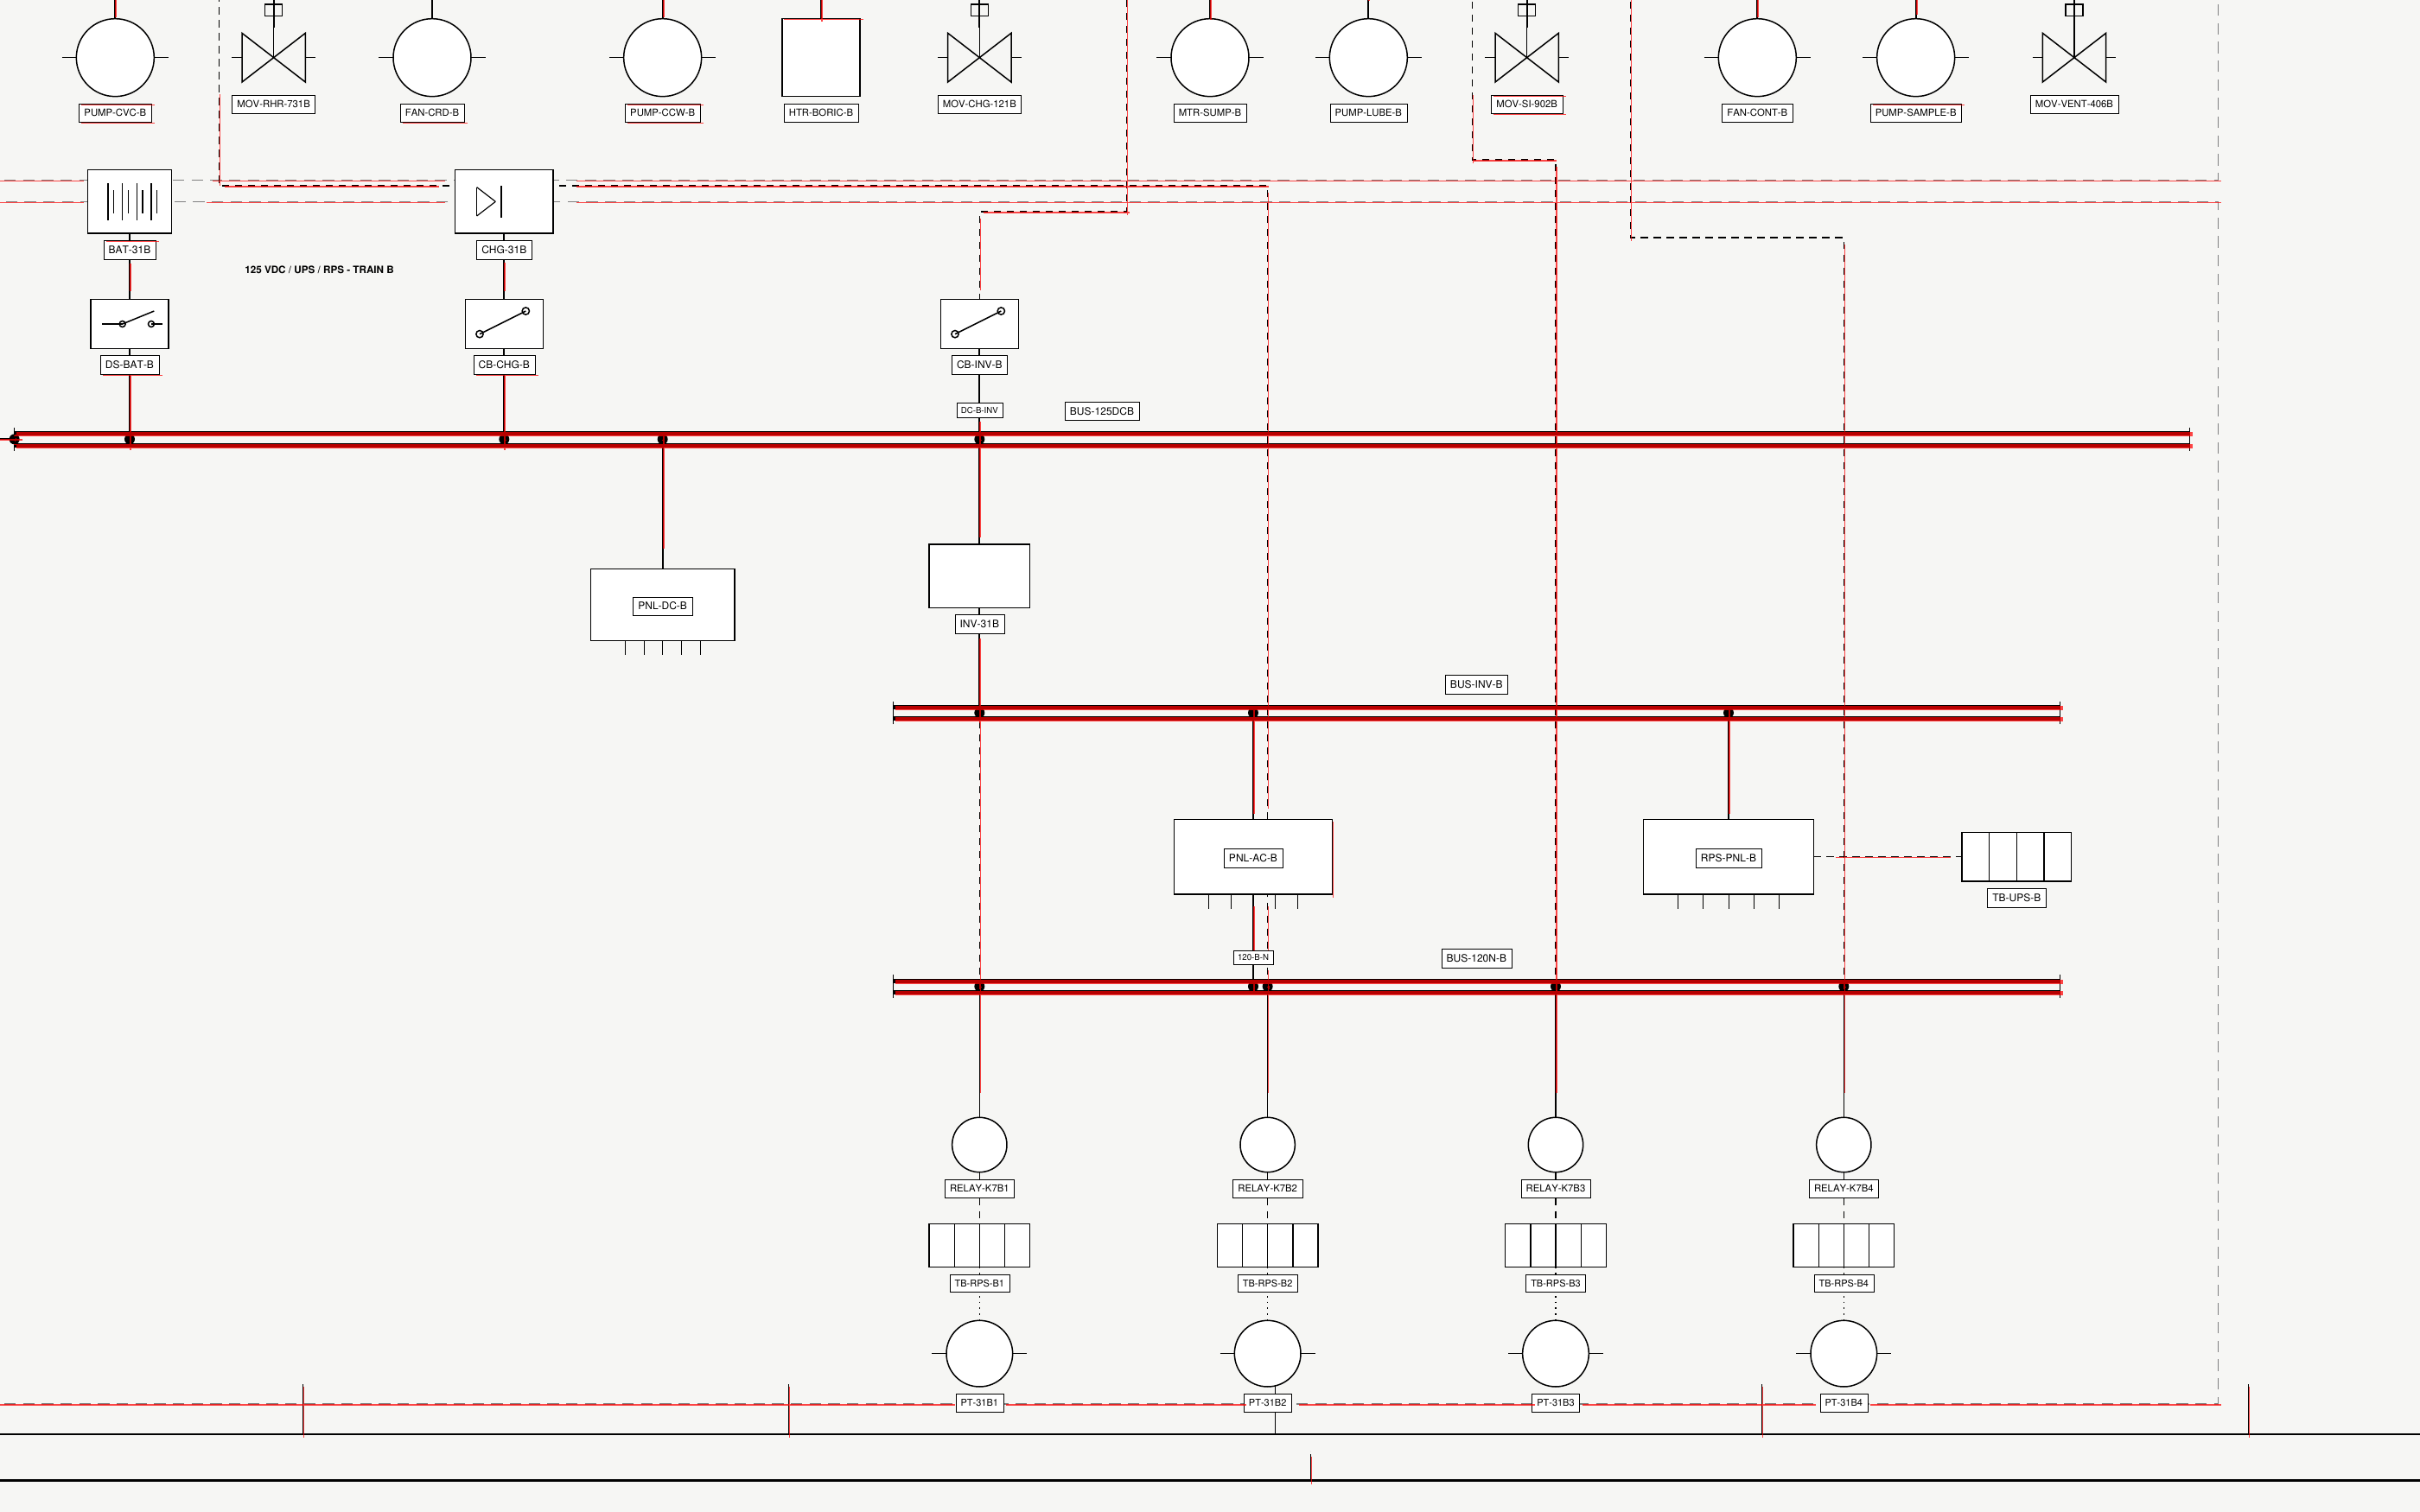 PUMP-CVC-B
MOV-RHR-731B
FAN-CRD-B
PUMP-CCW-B
HTR-BORIC-B
MOV-CHG-121B
MTR-SUMP-B
PUMP-LUBE-B
MOV-SI-902B
FAN-CONT-B
PUMP-SAMPLE-B
MOV-VENT-406B
BAT-31B
CHG-31B
125 VDC / UPS / RPS - TRAIN B
DS-BAT-B
CB-CHG-B
CB-INV-B
DC-B-INV
BUS-125DCB
PNL-DC-B
INV-31B
BUS-INV-B
PNL-AC-B
RPS-PNL-B
TB-UPS-B
120-B-N
BUS-120N-B
RELAY-K7B1
RELAY-K7B2
RELAY-K7B3
RELAY-K7B4
TB-RPS-B1
TB-RPS-B2
TB-RPS-B3
TB-RPS-B4
PT-31B1
PT-31B2
PT-31B3
PT-31B4